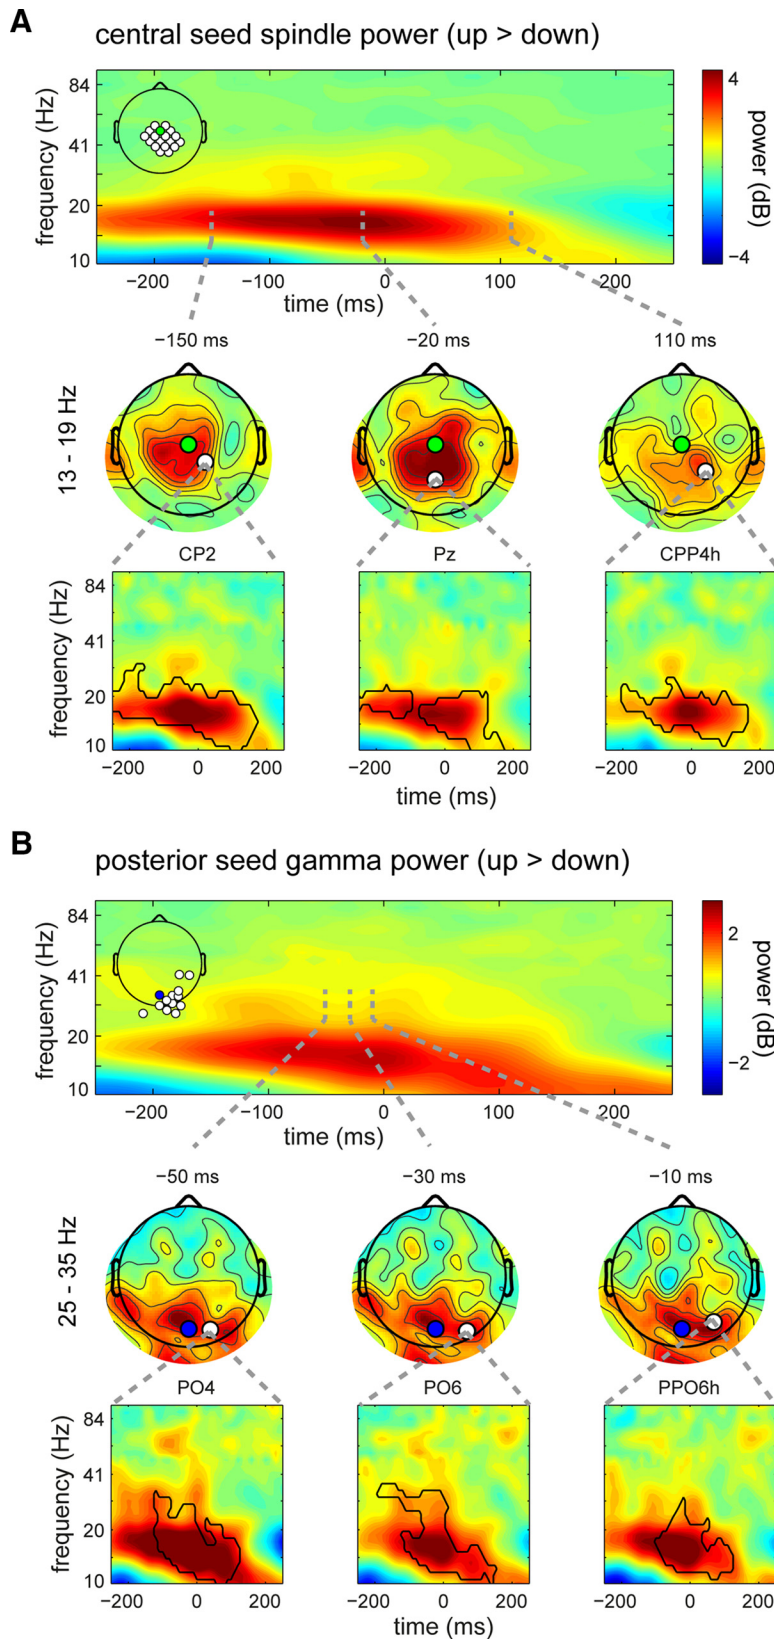 A
central seed spindle power (up > down)
frequency (Hz)
84
41
20
10
−200
−100
0
100
200
time (ms)
4
−4
power (dB)
−150 ms
−20 ms
110 ms
13 - 19 Hz
CP2
Pz
CPP4h
frequency (Hz)
84
41
20
10
−200 0 200
−200 0 200
−200 0 200
time (ms)
B
posterior seed gamma power (up > down)
frequency (Hz)
84
41
20
10
−200
−100
0
100
200
time (ms)
2
−2
power (dB)
−50 ms
−30 ms
−10 ms
25 - 35 Hz
PO4
PO6
PPO6h
frequency (Hz)
84
41
20
10
−200 0 200
−200 0 200
−200 0 200
time (ms)